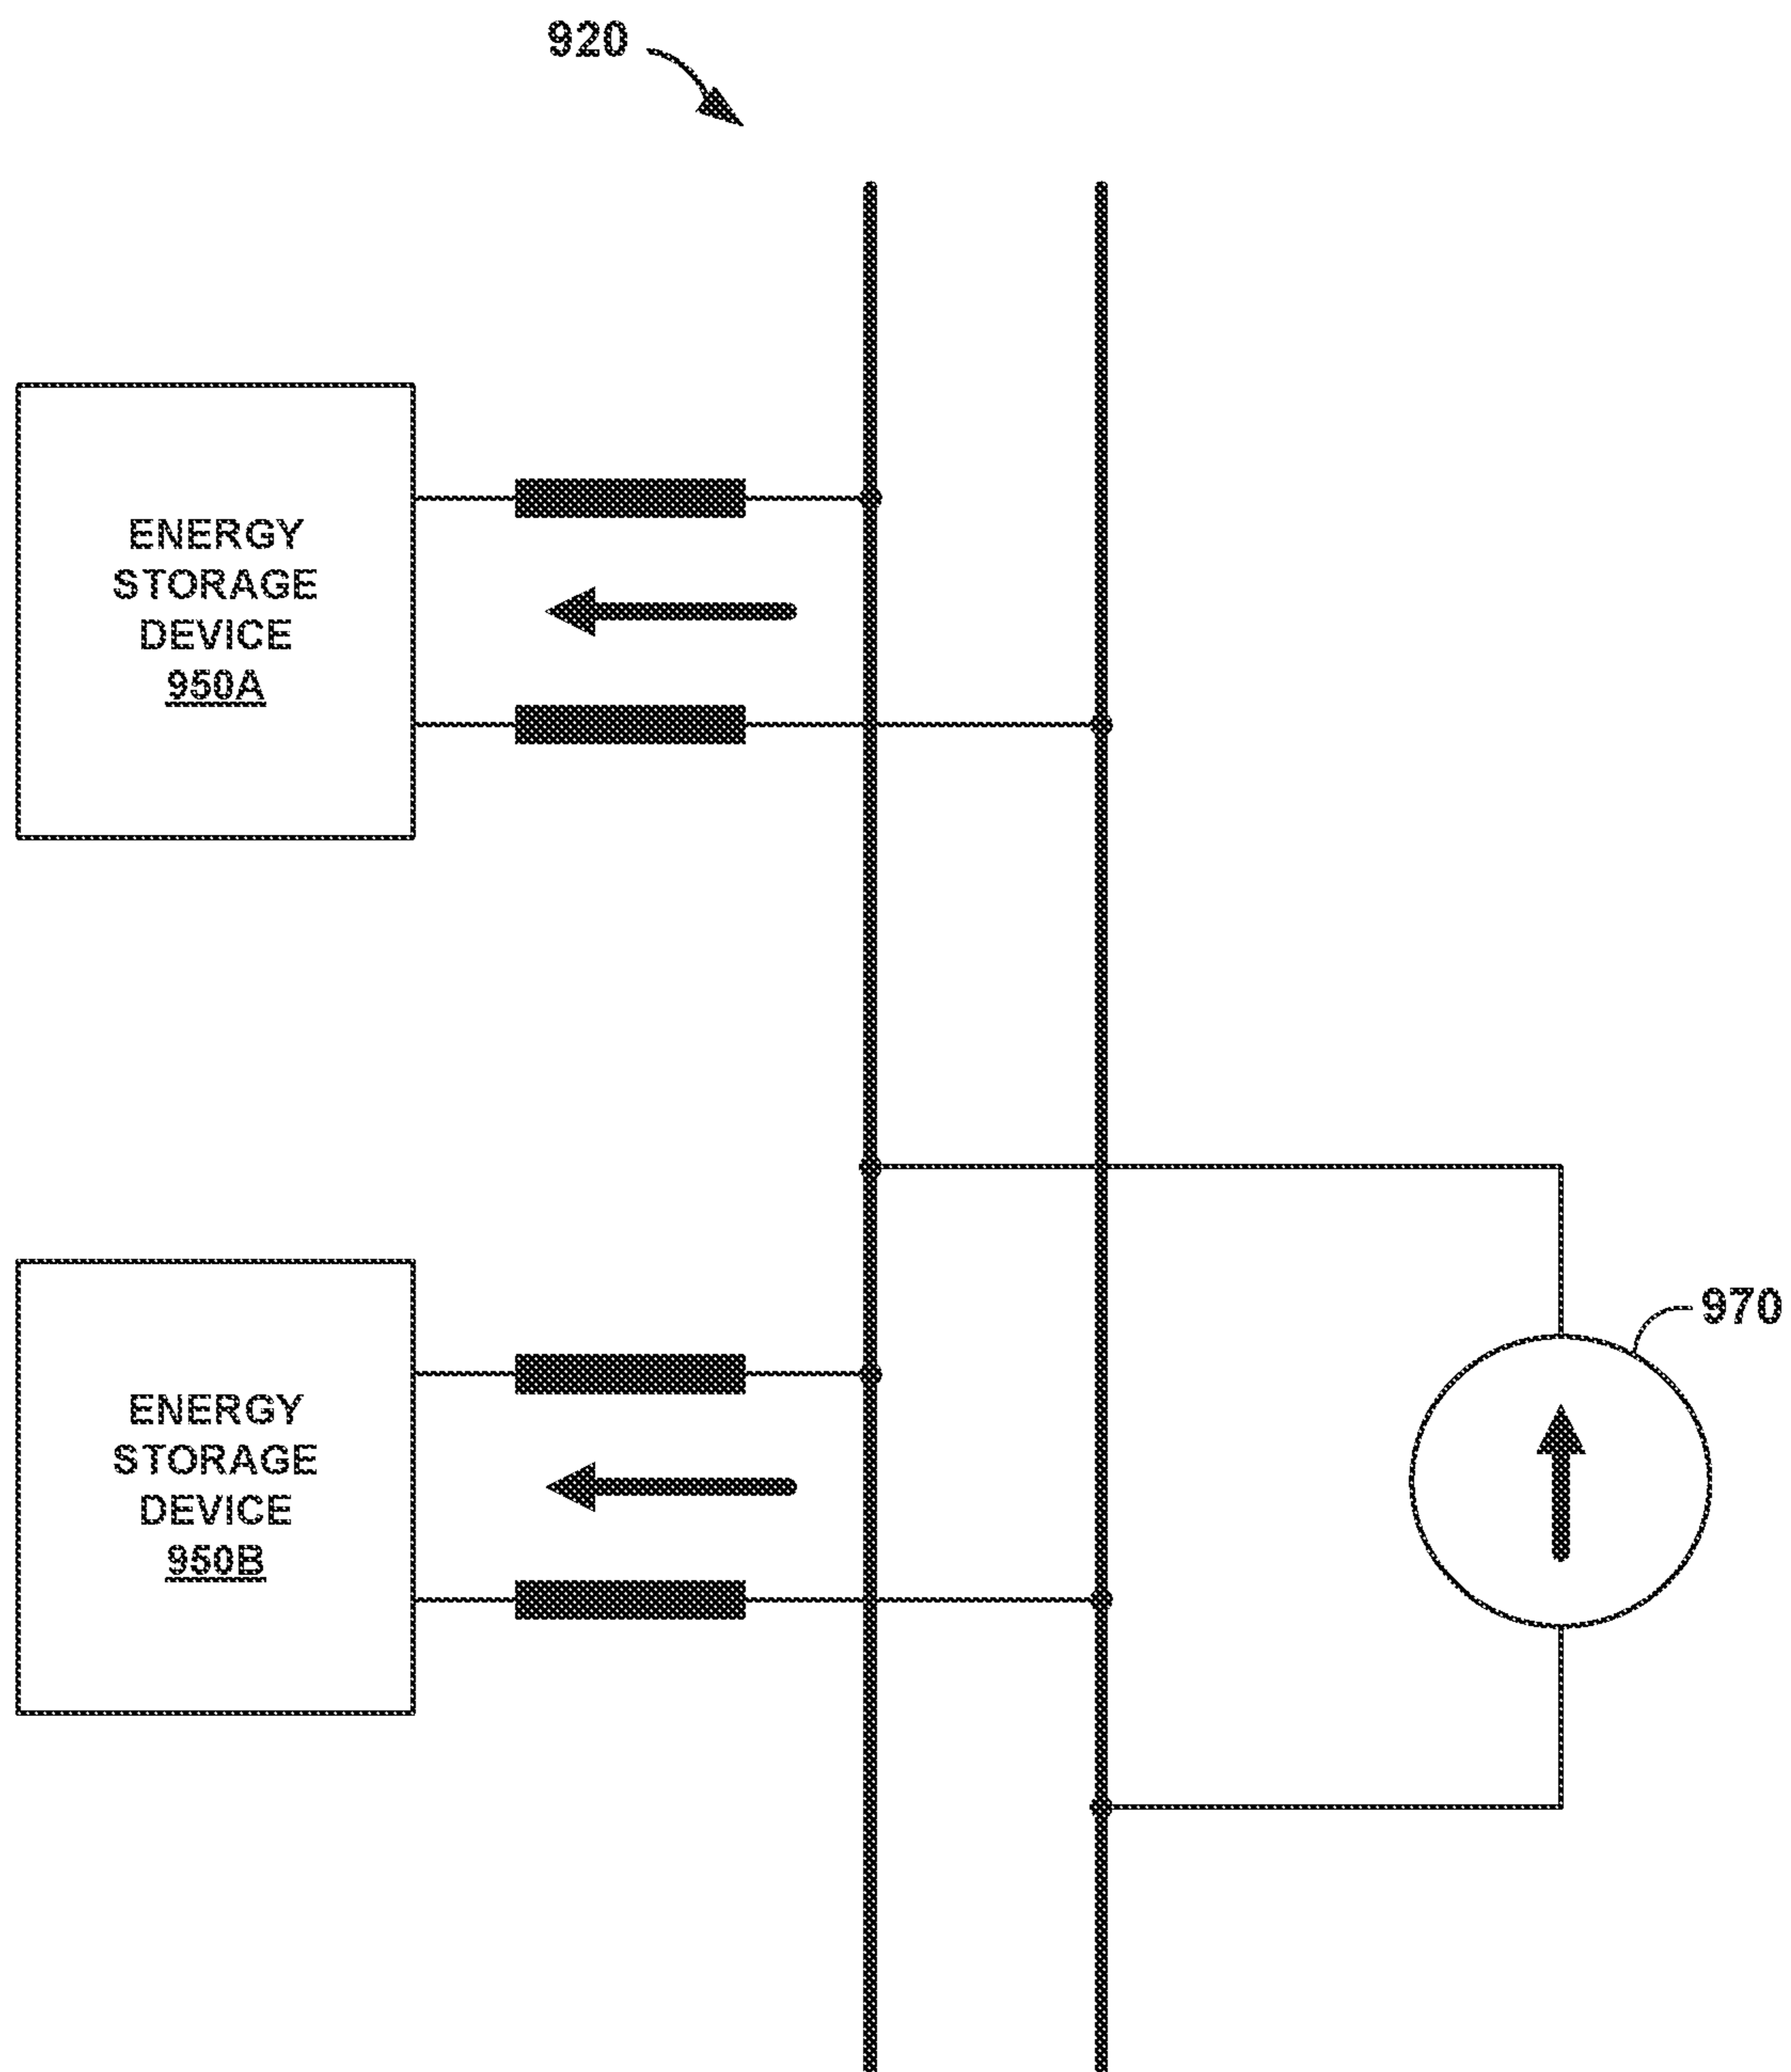 920
ENERGY
STORAGE
DEVICE
950A
970
ENERGY
STORAGE
DEVICE
950B